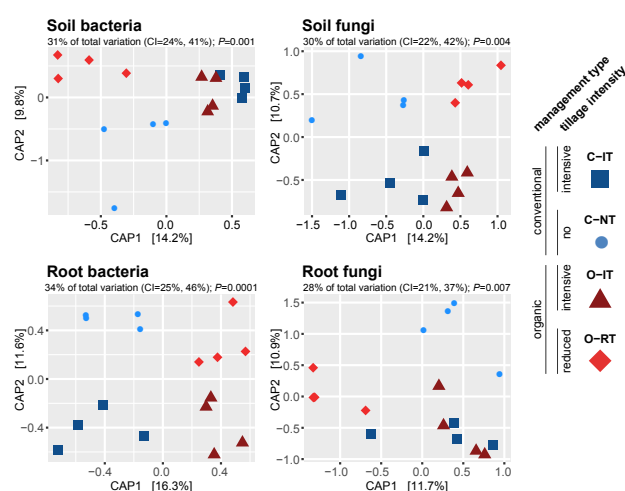 Soil bacteria
31% of total variation (CI=24%, 41%); P=0.001
0
−1
−0.5
0.0
0.5
CAP2 [9.8%]
CAP1 [14.2%]
Soil fungi
30% of total variation (CI=22%, 42%); P=0.004
1.0
0.5
0.0
−0.5
−1.5
−1.0
−0.5
0.0
0.5
1.0
CAP2 [10.7%]
CAP1 [14.2%]
Root bacteria
34% of total variation (CI=25%, 46%); P=0.0001
0.4
0.0
−0.4
−0.4
0.0
0.4
CAP2 [11.6%]
CAP1 [16.3%]
Root fungi
28% of total variation (CI=21%, 37%); P=0.007
1.5
1.0
0.5
0.0
−0.5
−1.0
−1.0
−0.5
0.0
0.5
1.0
CAP2 [10.9%]
CAP1 [11.7%]
management type
tillage intensity
conventional
intensive
C−IT
no
C−NT
organic
intensive
O−IT
reduced
O−RT